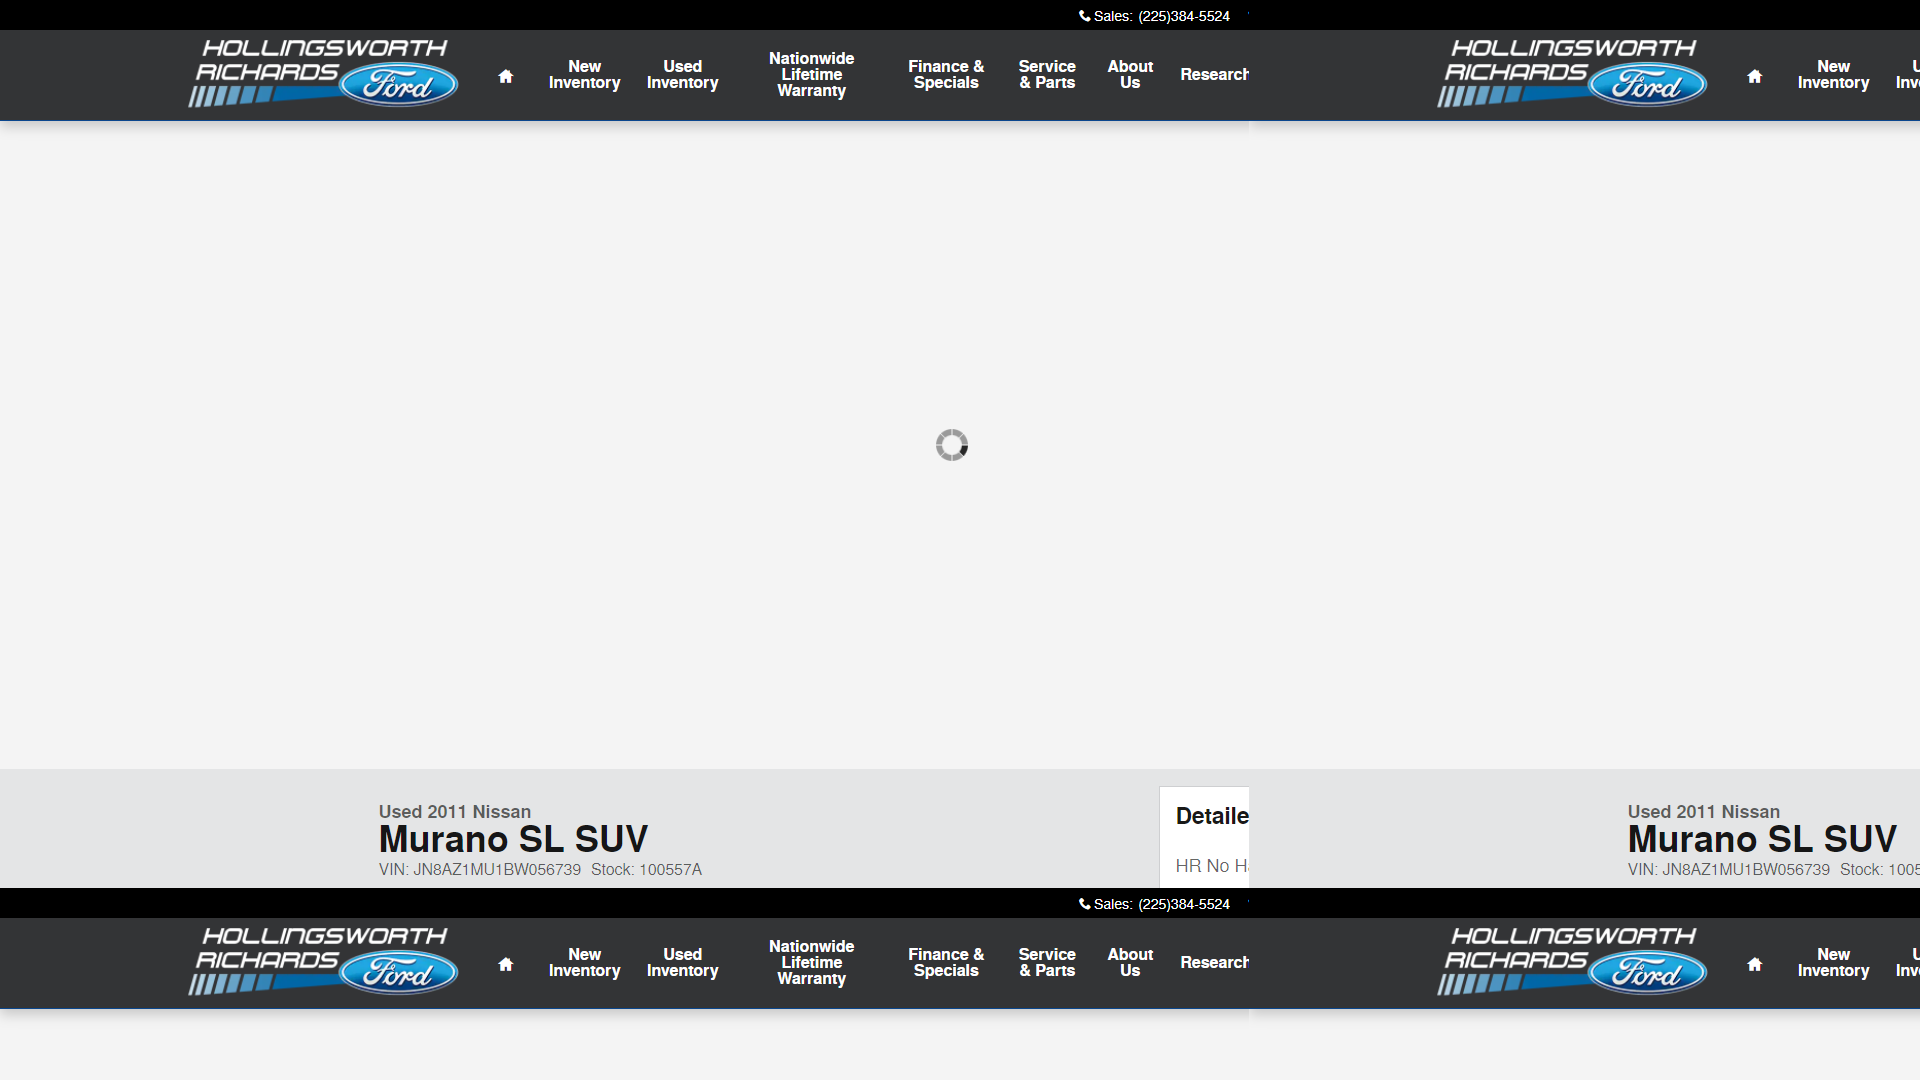 Sales: (225)384-5524
HOLLINGSWORTH
RICHARDS
Ford
New
Inventory
Used
Inventory
Nationwide
Lifetime
Warranty
Finance &
Specials
Service
& Parts
About
Us
Research
HOLLINGSWORTH
RICHARDS
Ford
New
Inventory
Used 2011 Nissan
Murano SL SUV
VIN: JN8AZ1MU1BW056739 Stock: 100557A
Detaile
HR No H
Used 2011 Nissan
Murano SL SUV
VIN: JN8AZ1MU1BW056739 Stock: 1005
Sales: (225)384-5524
HOLLINGSWORTH
RICHARDS
Ford
New
Inventory
Used
Inventory
Nationwide
Lifetime
Warranty
Finance &
Specials
Service
& Parts
About
Us
Research
HOLLINGSWORTH
RICHARDS
Ford
New
Inventory